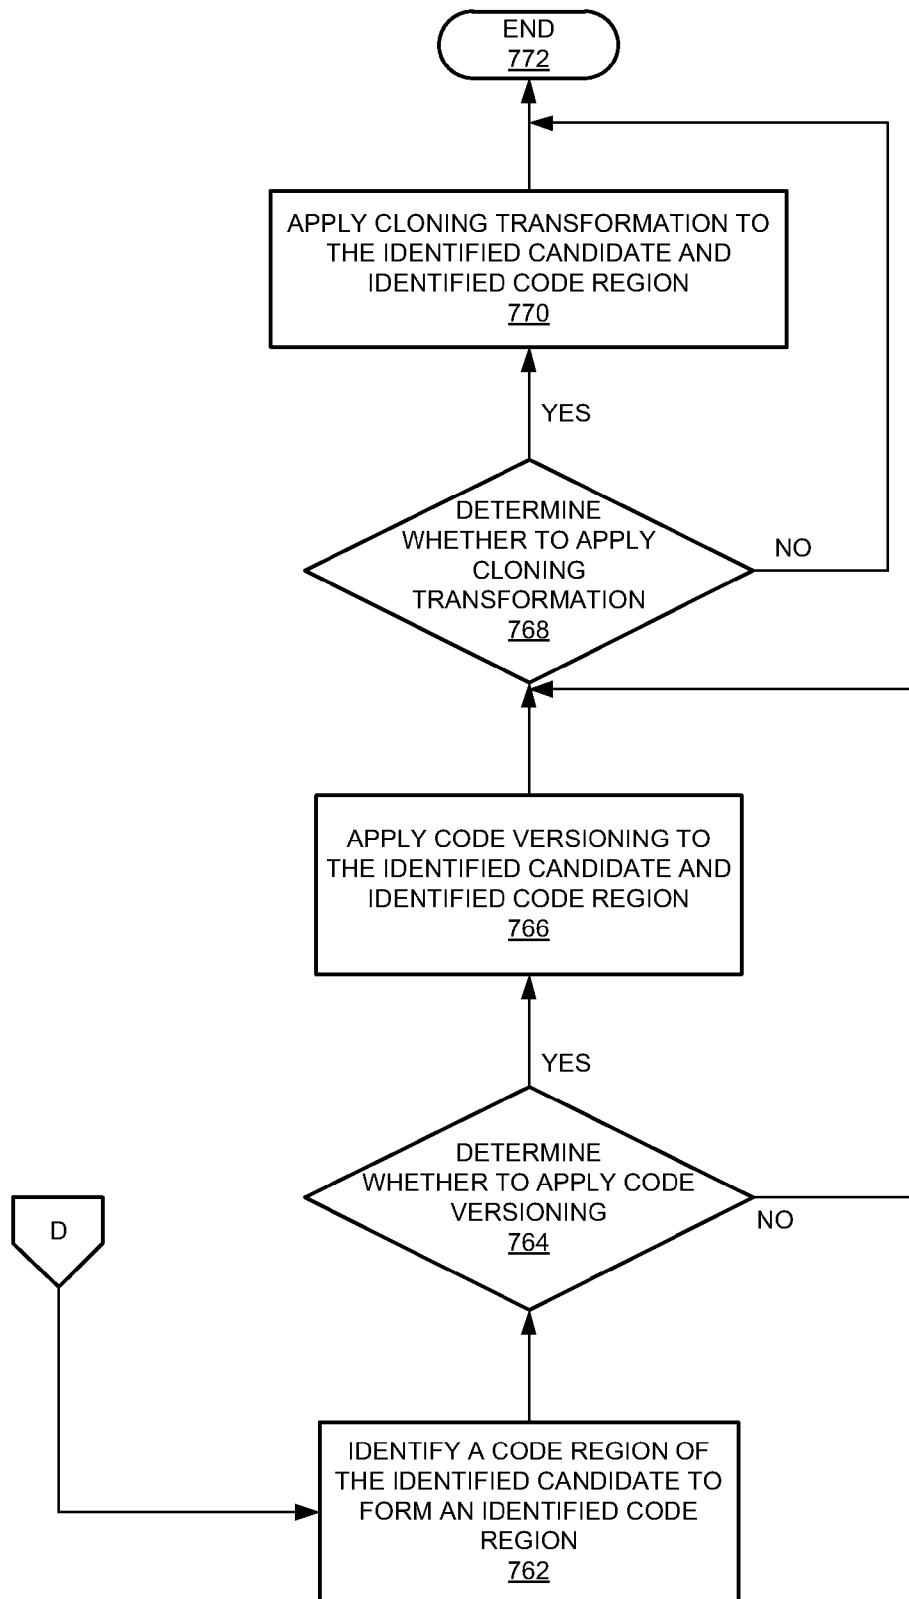 END
772
APPLY CLONING TRANSFORMATION TO
THE IDENTIFIED CANDIDATE AND
IDENTIFIED CODE REGION
770
YES
DETERMINE
WHETHER TO APPLY
CLONING
TRANSFORMATION
768
NO
APPLY CODE VERSIONING TO
THE IDENTIFIED CANDIDATE AND
IDENTIFIED CODE REGION
766
YES
DETERMINE
WHETHER TO APPLY CODE
VERSIONING
764
NO
D
IDENTIFY A CODE REGION OF
THE IDENTIFIED CANDIDATE TO
FORM AN IDENTIFIED CODE
REGION
762